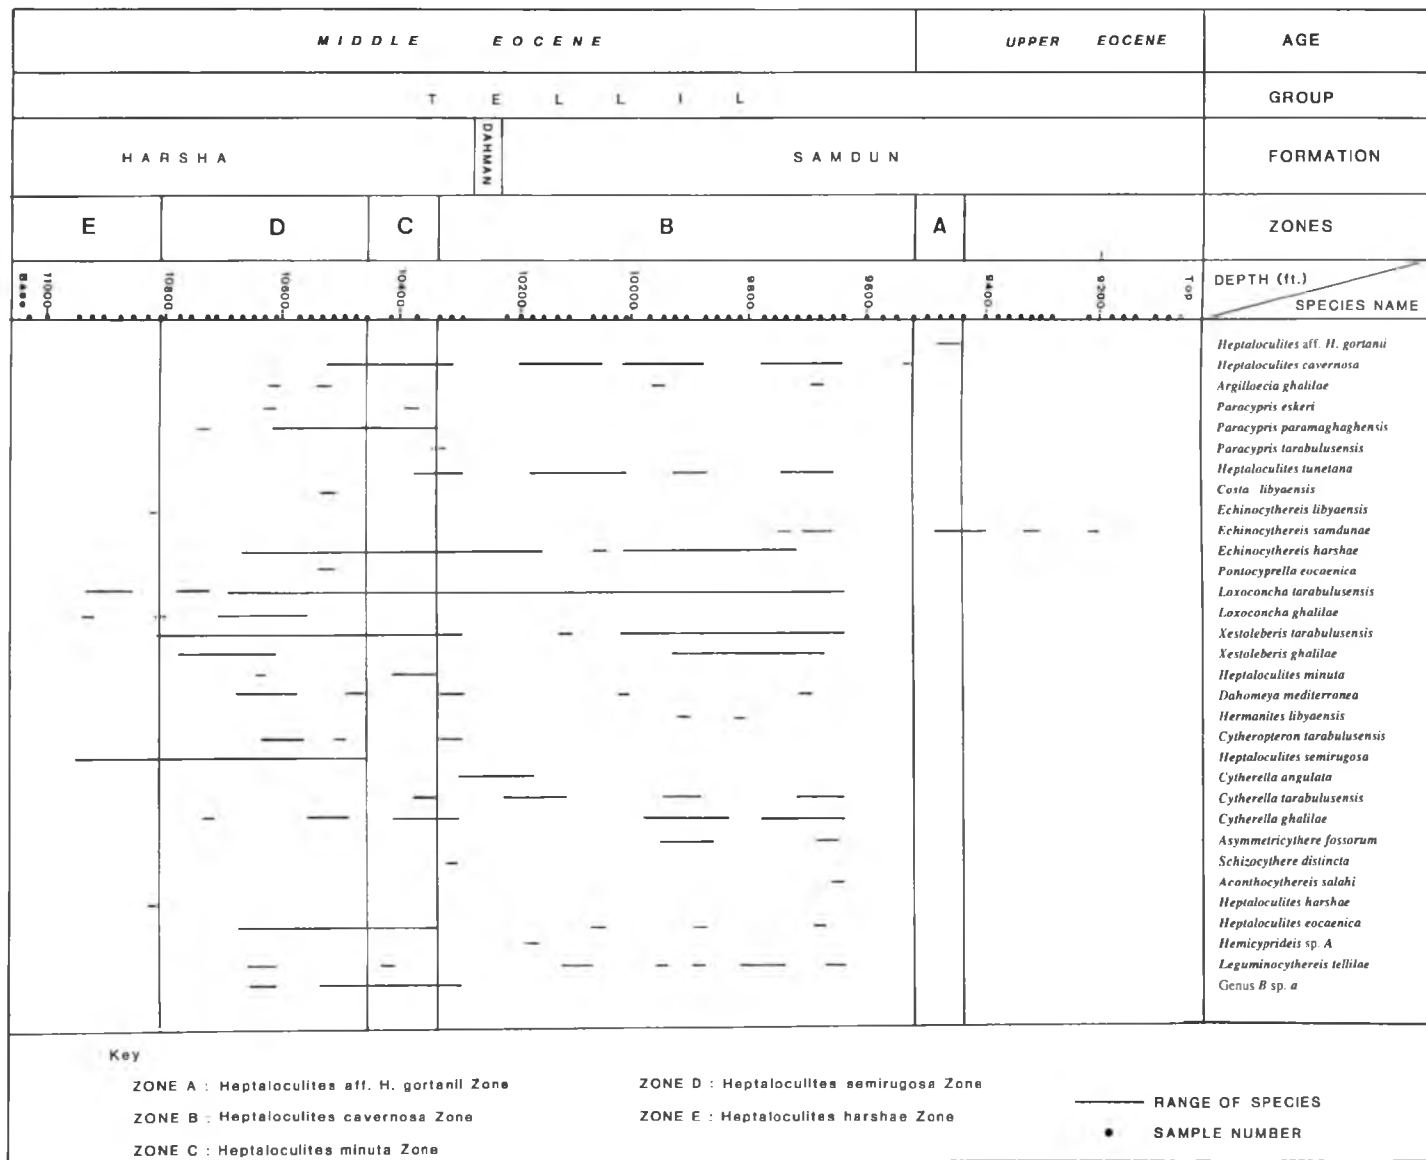 MIDDLE EOCENE UPPER EOCENE AGE
TELLIL GROUP
HARSHA DAHMAN SAMDUN FORMATION
E D C B A ZONES
Base 11000 10800 10600 10400 10200 10000 9800 9600 9400 9200 Top DEPTH (ft.)
SPECIES NAME
Heptaloculites aff. H. gortanii
Heptaloculites cavernosa
Argilloecia ghalilae
Paracypris eskeri
Paracypris paramaghaghensis
Paracypris tarabulusensis
Heptaloculites tunetana
Costa libyaensis
Echinocythereis libyaensis
Echinocythereis samdunae
Echinocythereis harshae
Pontocyprella eocaenica
Loxoconcha tarabulusensis
Loxoconcha ghalilae
Xestoleberis tarabulusensis
Xestoleberis ghalilae
Heptaloculites minuta
Dahomeya mediterranea
Hermanites libyaensis
Cytheropteron tarabulusensis
Heptaloculites semirugosa
Cytherella angulata
Cytherella tarabulusensis
Cytherella ghalilae
Asymmetricythere fossorum
Schizocythere distincta
Aconthocythereis salahi
Heptaloculites harshae
Heptaloculites eocaenica
Hemicyprideis sp. A
Leguminocythereis tellilae
Genus B sp. a
Key
ZONE A : Heptaloculites aff. H. gortanii Zone
ZONE B : Heptaloculites cavernosa Zone
ZONE C : Heptaloculites minuta Zone
ZONE D : Heptaloculites semirugosa Zone
ZONE E : Heptaloculites harshae Zone
RANGE OF SPECIES
SAMPLE NUMBER